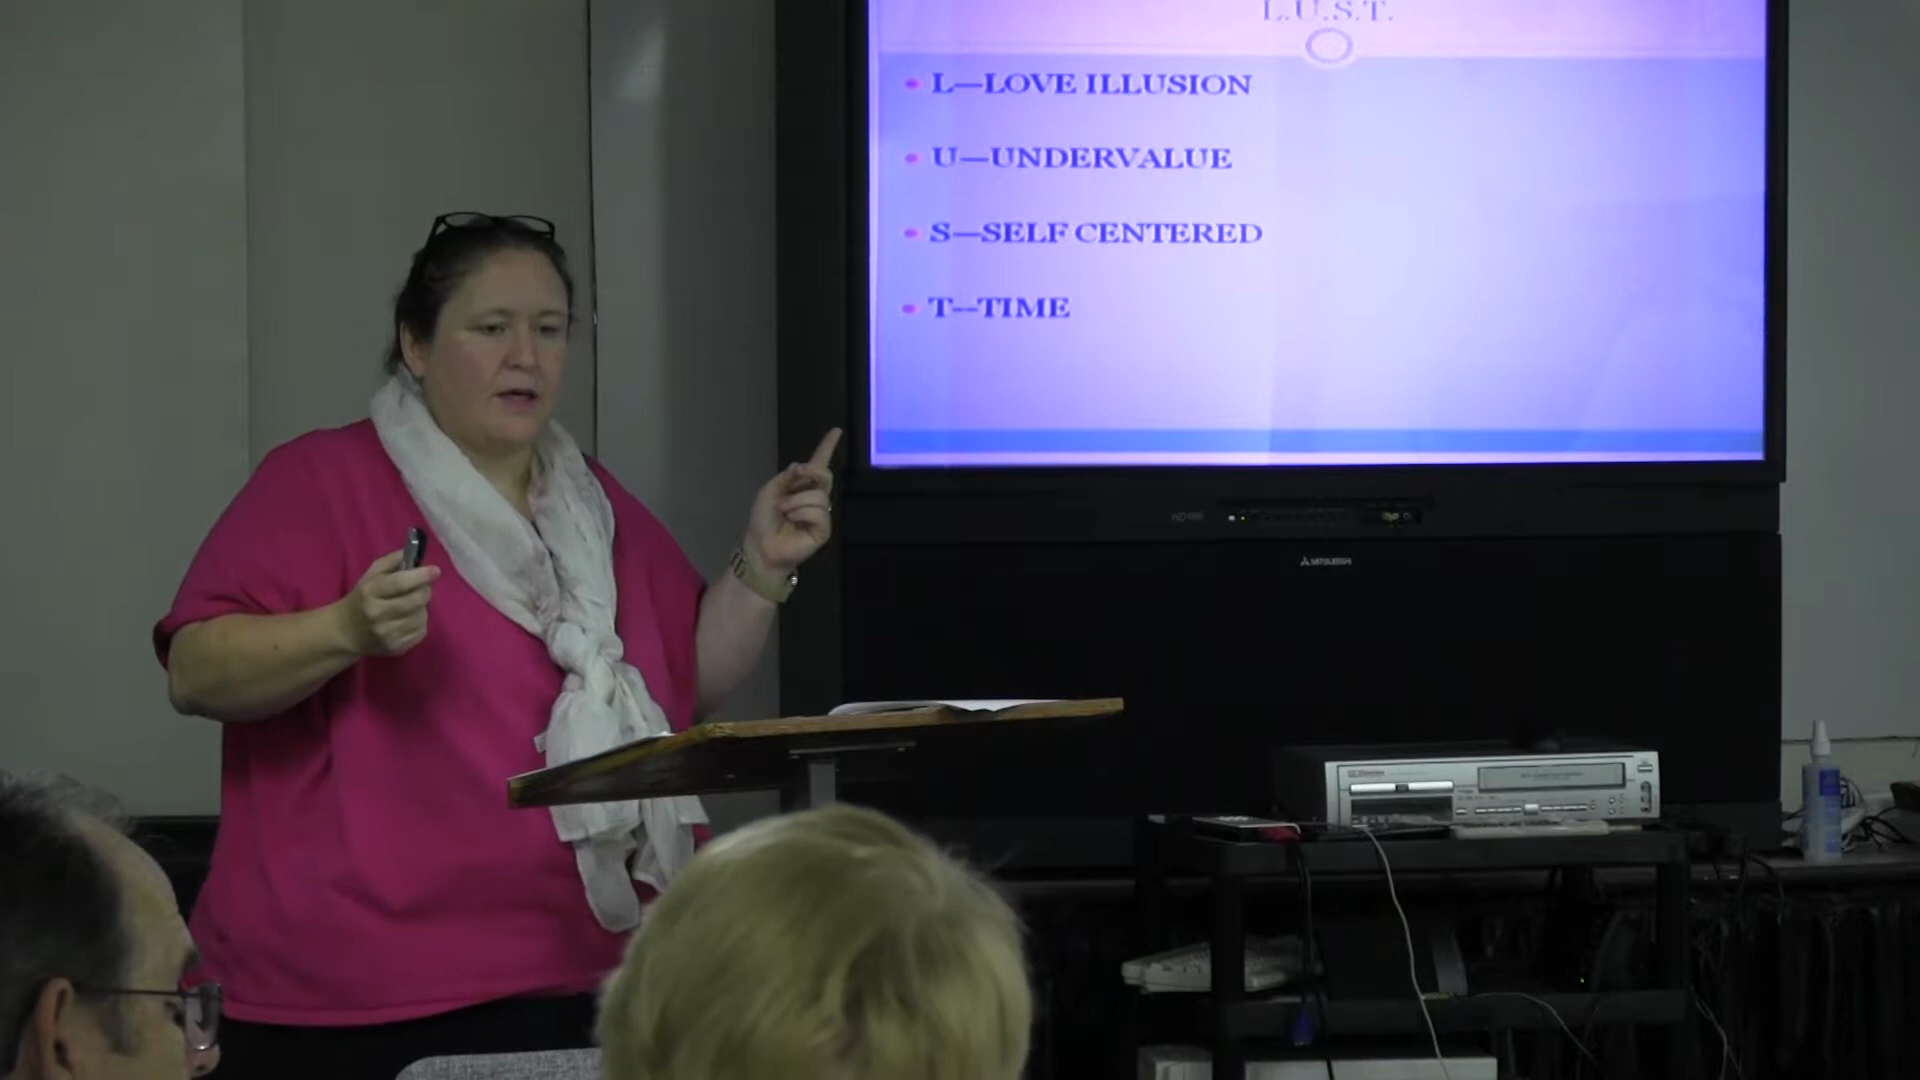 L.U.S.T.
L—LOVE ILLUSION
U—UNDERVALUE
S—SELF CENTERED
T--TIME
MITSUBISHI